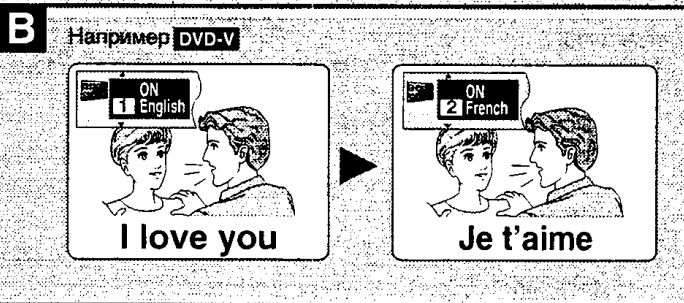 B
Например DVD-V
ON
1 English
I love you
ON
2 French
Je t'aime